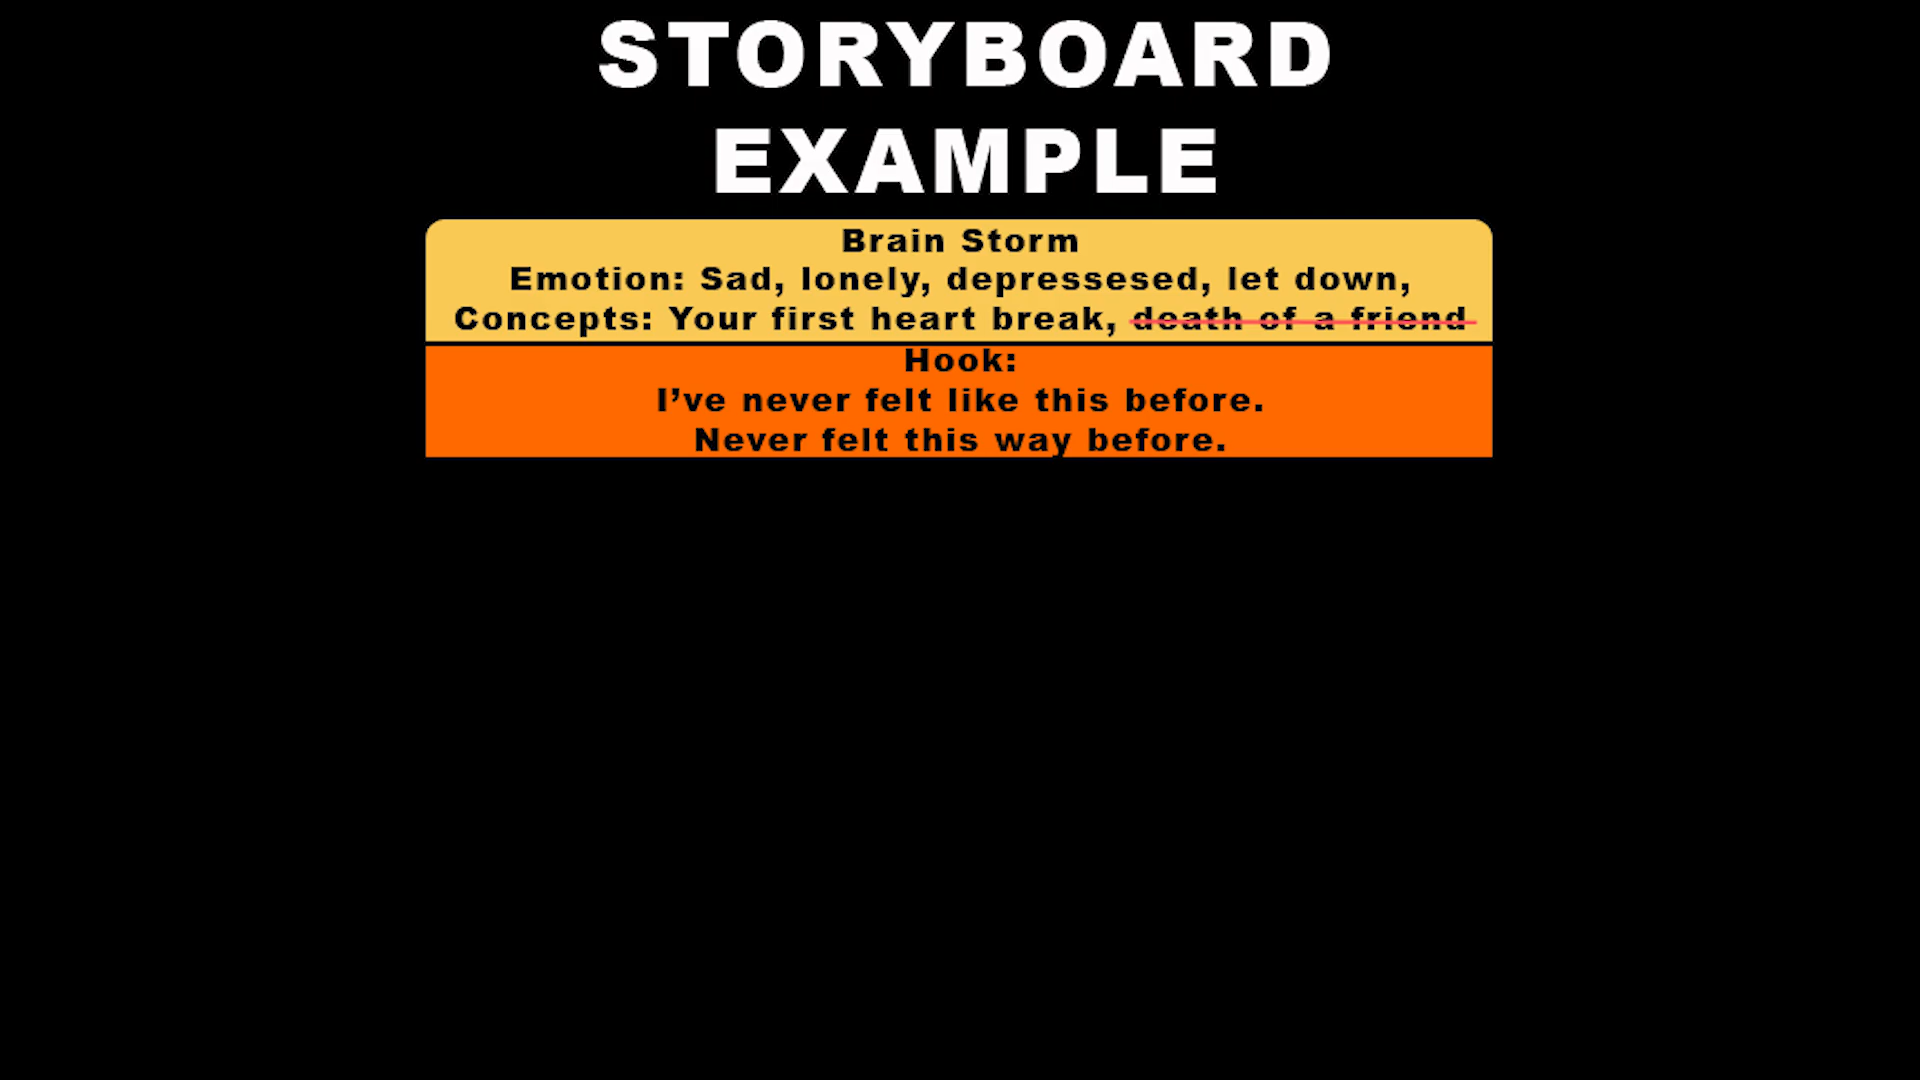 STORYBOARD
EXAMPLE
Brain Storm
Emotion: Sad, lonely, depressesed, let down,
Concepts: Your first heart break, death of a friend
Hook:
I’ve never felt like this before.
Never felt this way before.